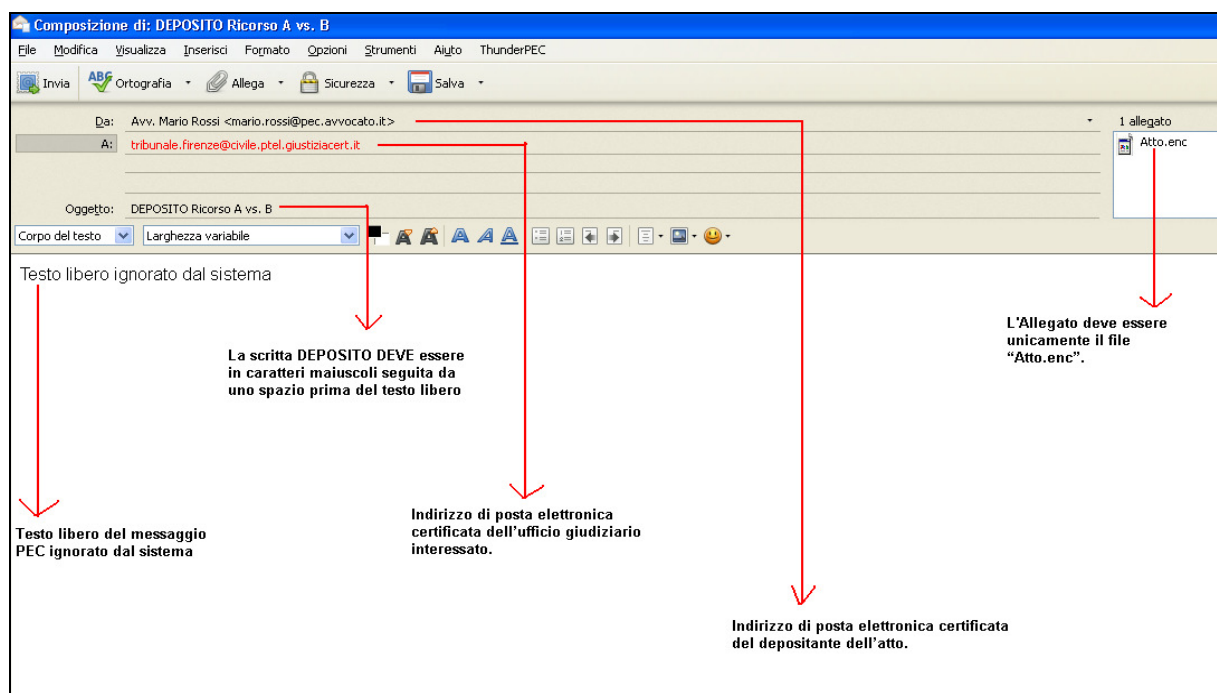 Composizione di: DEPOSITO Ricorso A vs. B
File Modifica Visualizza Inserisci Formato Opzioni Strumenti Aiuto ThunderPEC
Invia ABC Ortografia Allega Sicurezza Salva
Da: Avv. Mario Rossi <mario.rossi@pec.avvocato.it>
1 allegato
A: tribunale.firenze@civile.ptel.giustiziacert.it
Atto.enc
Oggetto: DEPOSITO Ricorso A vs. B
Corpo del testo Larghezza variabile
Testo libero ignorato dal sistema
L'Allegato deve essere
unicamente il file
“Atto.enc”.
La scritta DEPOSITO DEVE essere
in caratteri maiuscoli seguita da
uno spazio prima del testo libero
Indirizzo di posta elettronica
certificata dell’ufficio giudiziario
interessato.
Testo libero del messaggio
PEC ignorato dal sistema
Indirizzo di posta elettronica certificata
del depositante dell’atto.